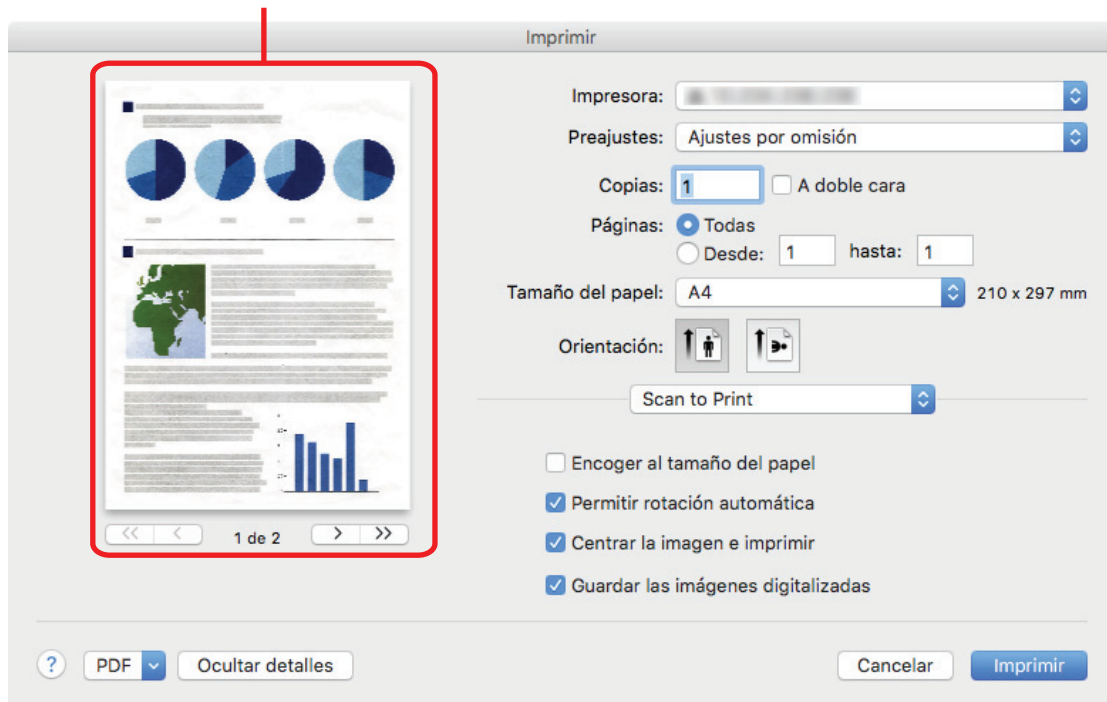 Imprimir
Impresora:
Preajustes: Ajustes por omisión
Copias: 1 A doble cara
Páginas: Todas
Desde: 1 hasta: 1
Tamaño del papel: A4 210 x 297 mm
Orientación:
Scan to Print
Encoger al tamaño del papel
Permitir rotación automática
Centrar la imagen e imprimir
Guardar las imágenes digitalizadas
<< < 1 de 2 > >>
? PDF Ocultar detalles Cancelar Imprimir